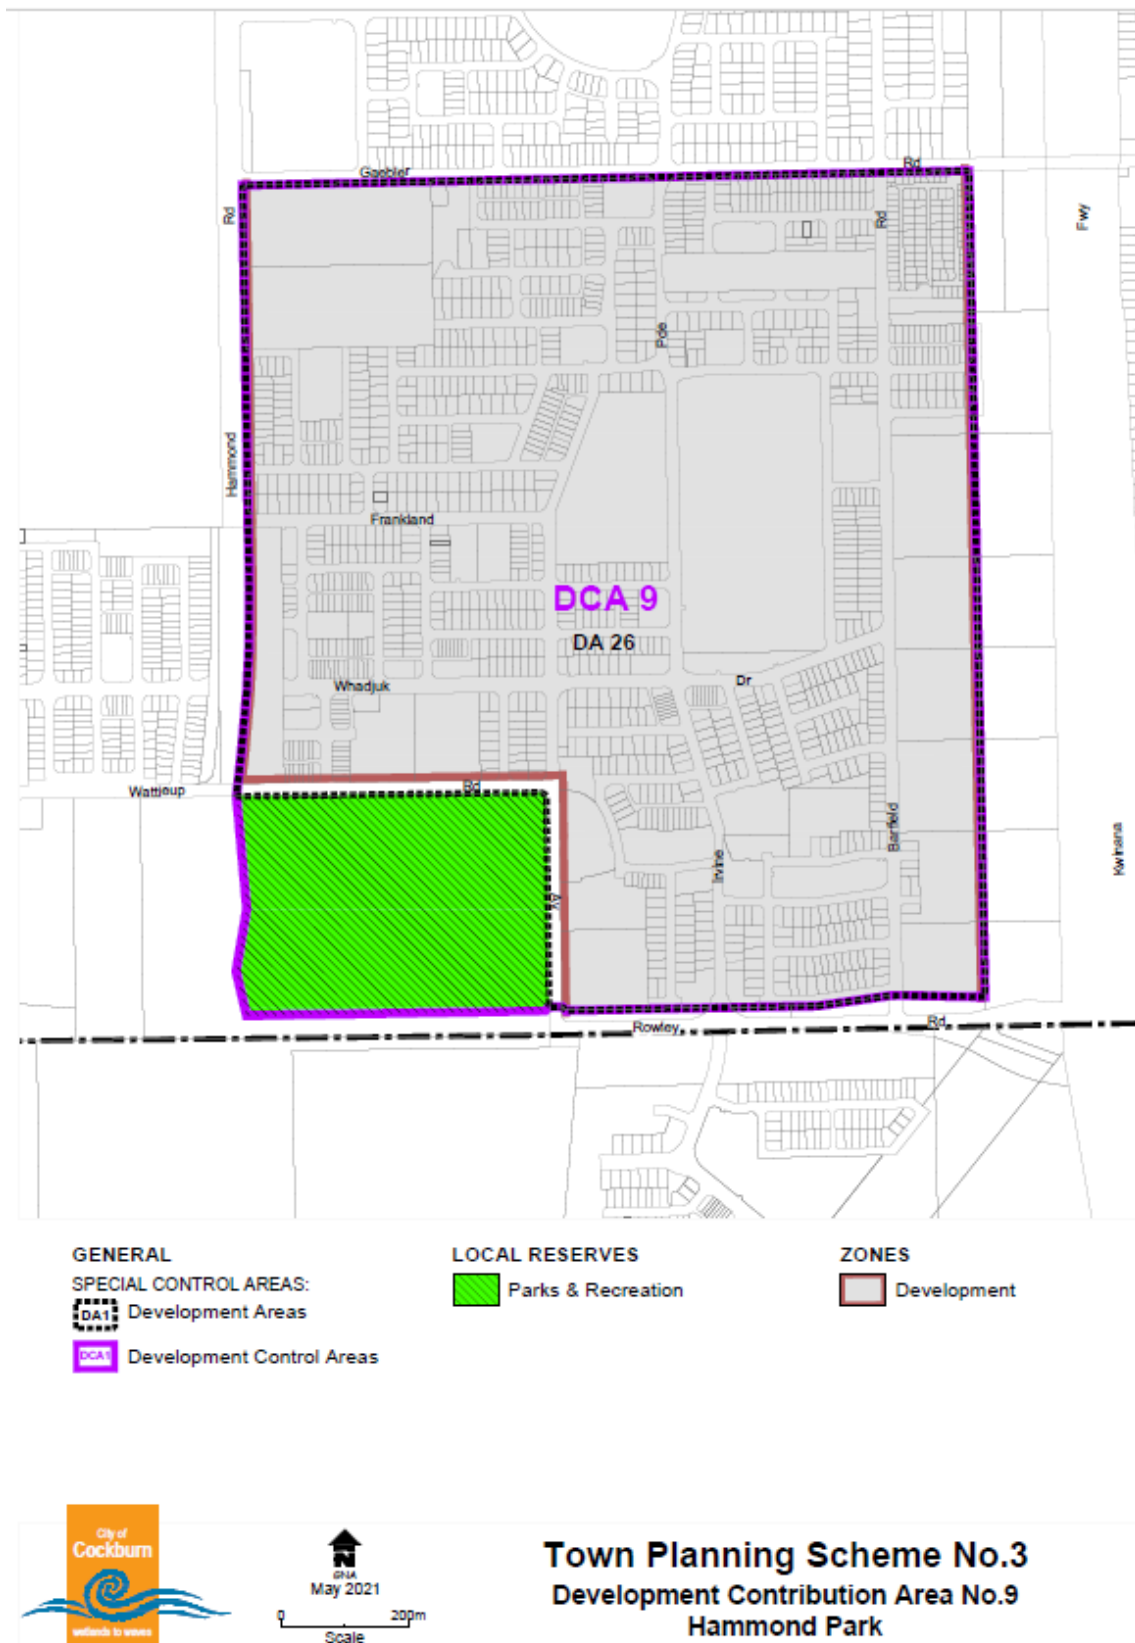 Gaebler
Rd
Rd
Rd
Fwy
Pde
Hammond
Frankland
DCA 9
DA 26
Whadjuk
Dr
Wattleup
Rd
Barfield
Irvine
Kwinana
Av
Rowley
Rd
GENERAL
LOCAL RESERVES
ZONES
SPECIAL CONTROL AREAS:
DA1
Development Areas
Parks & Recreation
Development
DCA1
Development Control Areas
City of
Cockburn
wetlands to waves
N
GNA
May 2021
0
200m
Scale
Town Planning Scheme No.3
Development Contribution Area No.9
Hammond Park